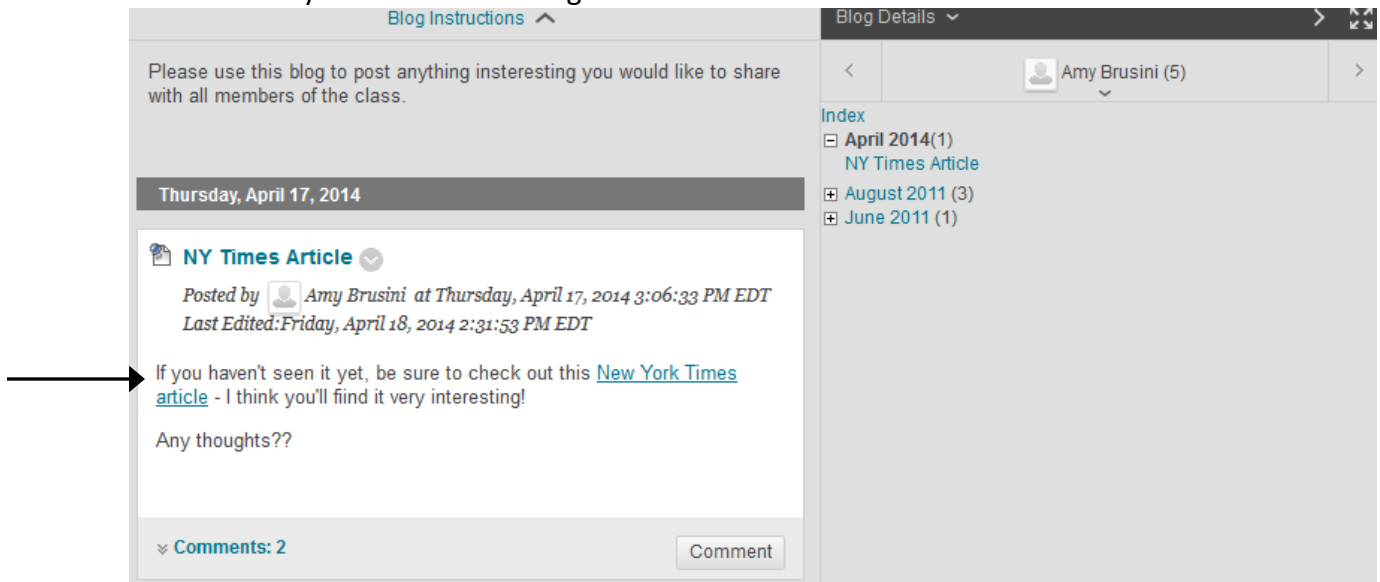 Blog Instructions
Please use this blog to post anything insteresting you would like to share
with all members of the class.
Thursday, April 17, 2014
NY Times Article
Posted by Amy Brusini at Thursday, April 17, 2014 3:06:33 PM EDT
Last Edited:Friday, April 18, 2014 2:31:53 PM EDT
If you haven't seen it yet, be sure to check out this New York Times
article - I think you'll fiind it very interesting!
Any thoughts??
Comments: 2
Comment
Blog Details
Amy Brusini (5)
Index
April 2014(1)
NY Times Article
August 2011 (3)
June 2011 (1)